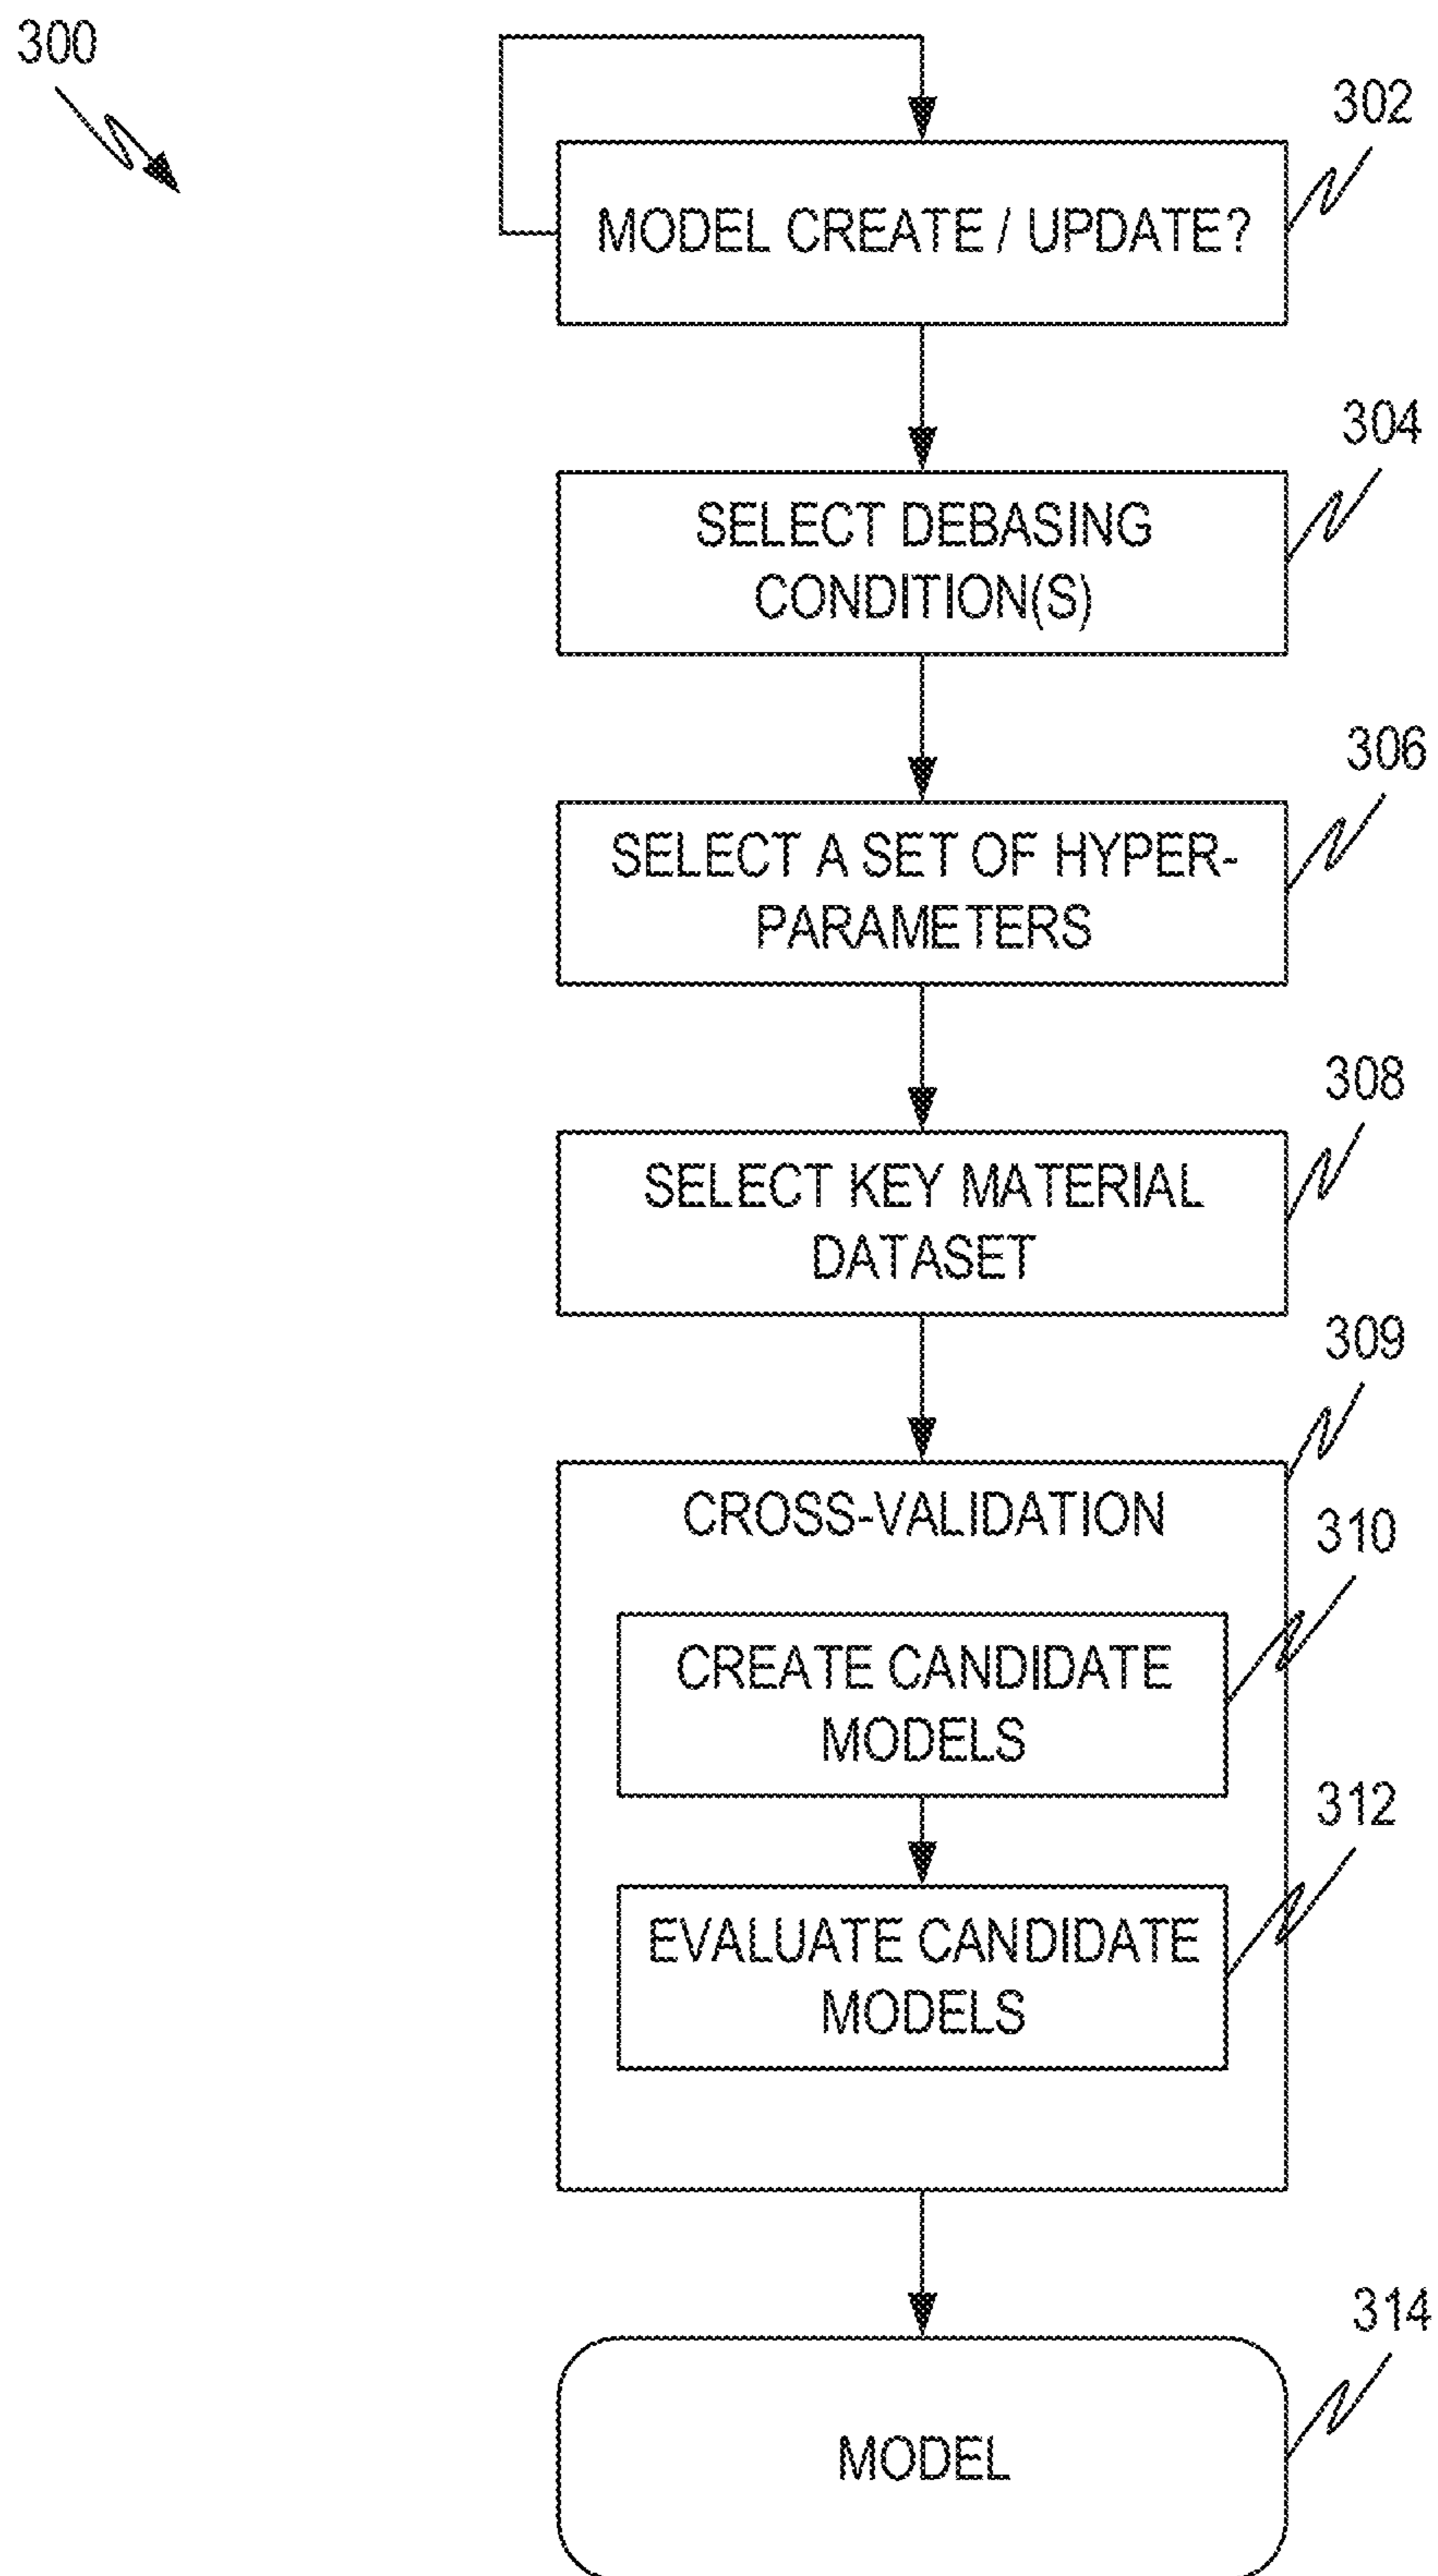 300
302
MODEL CREATE / UPDATE?
304
SELECT DEBASING
CONDITION(S)
306
SELECT A SET OF HYPER-
PARAMETERS
308
SELECT KEY MATERIAL
DATASET
309
CROSS-VALIDATION
310
CREATE CANDIDATE
MODELS
312
EVALUATE CANDIDATE
MODELS
314
MODEL